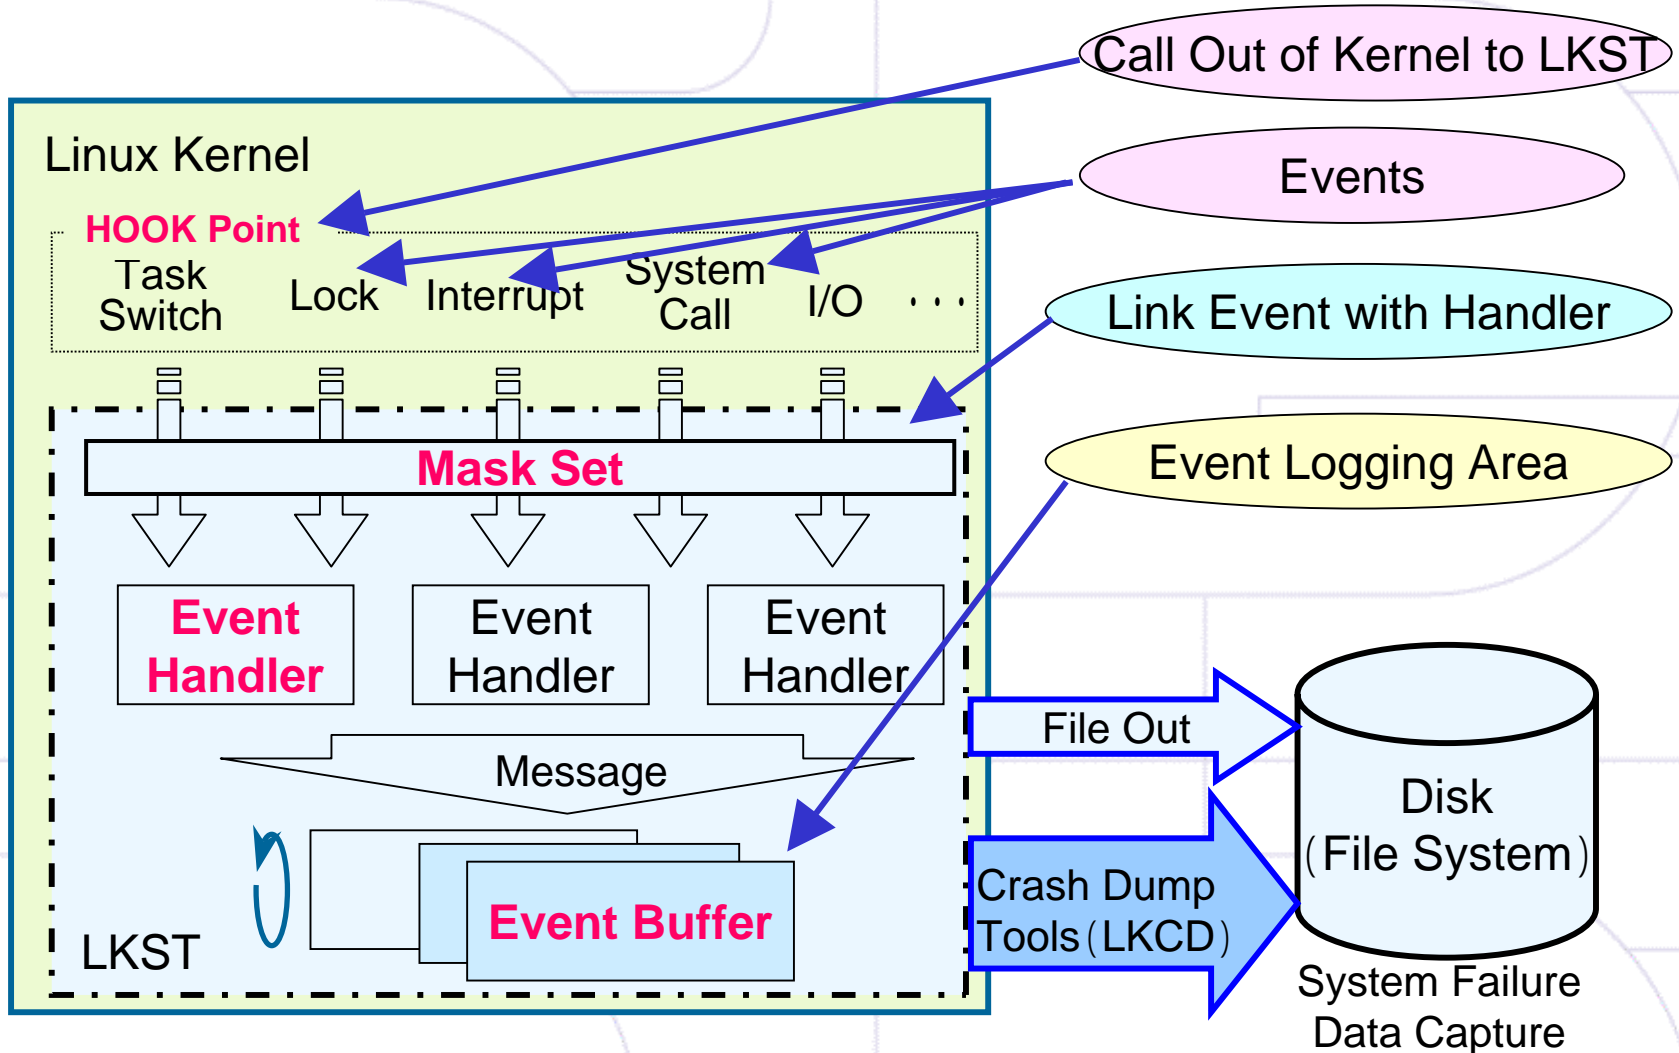 Call Out of Kernel to LKST
Linux Kernel
Events
HOOK Point
Task
Switch
Lock
Interrupt
System
Call
I/O
···
Link Event with Handler
Mask Set
Event Logging Area
Event
Handler
Event
Handler
Event
Handler
File Out
Message
Disk
(File System)
Crash Dump
Tools(LKCD)
Event Buffer
LKST
System Failure
Data Capture